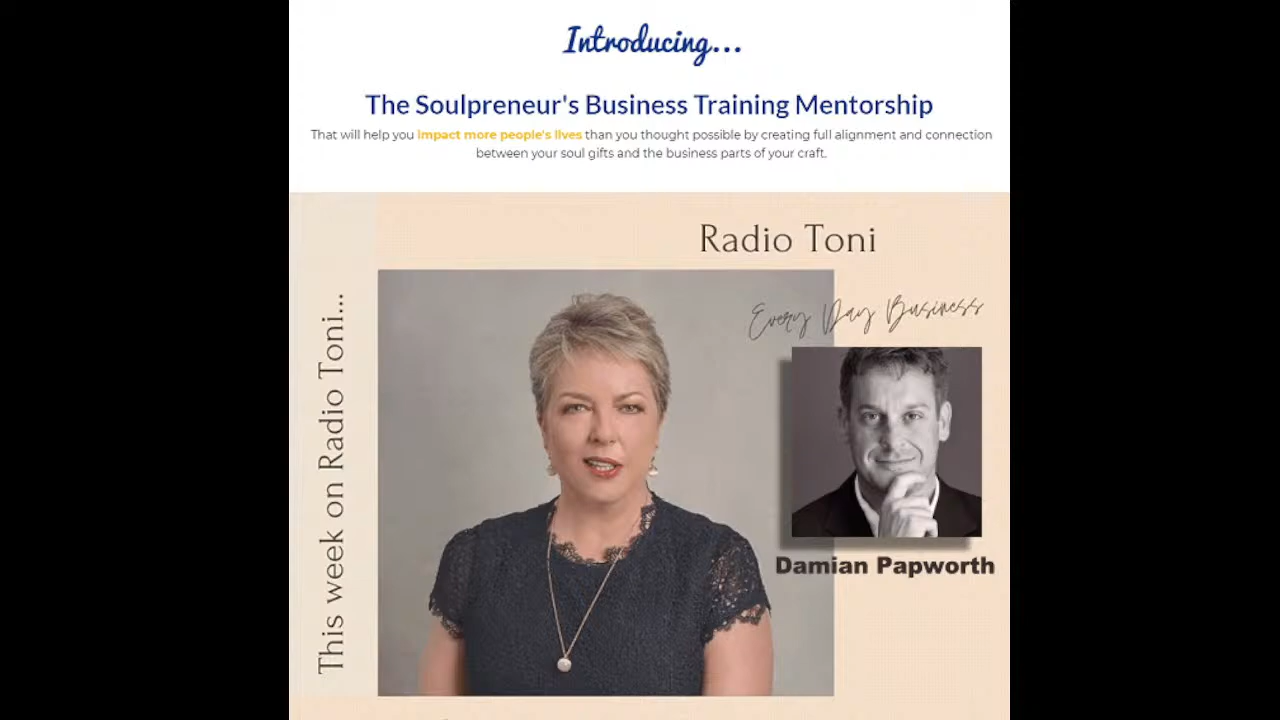 Introducing...
The Soulpreneur's Business Training Mentorship
That will help you impact more people's lives than you thought possible by creating full alignment and connection
between your soul gifts and the business parts of your craft.
Radio Toni
Every Day Business
This week on Radio Toni...
Damian Papworth